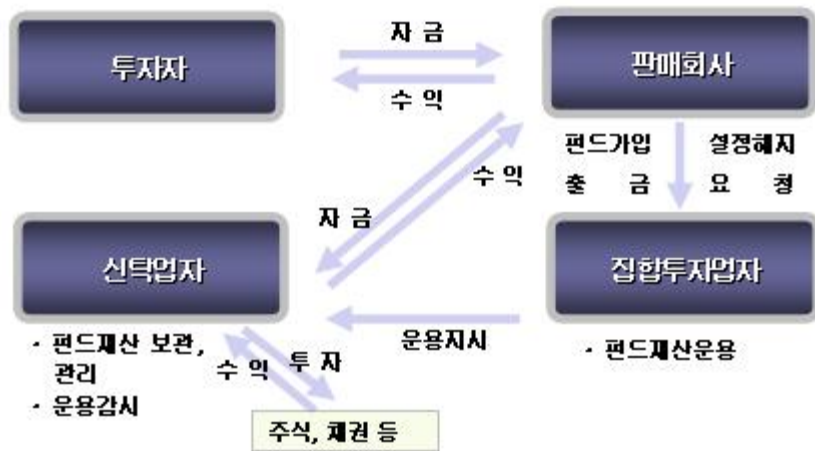 자 금
투자자
판매회사
수 익
펀드가입 설정해지
출 금 요 청
수 익
자 금
신탁업자
집합투자업자
운용지시
· 펀드재산 보관,
관리
· 운용감시
수 익
투 자
· 펀드재산운용
주식, 채권 등